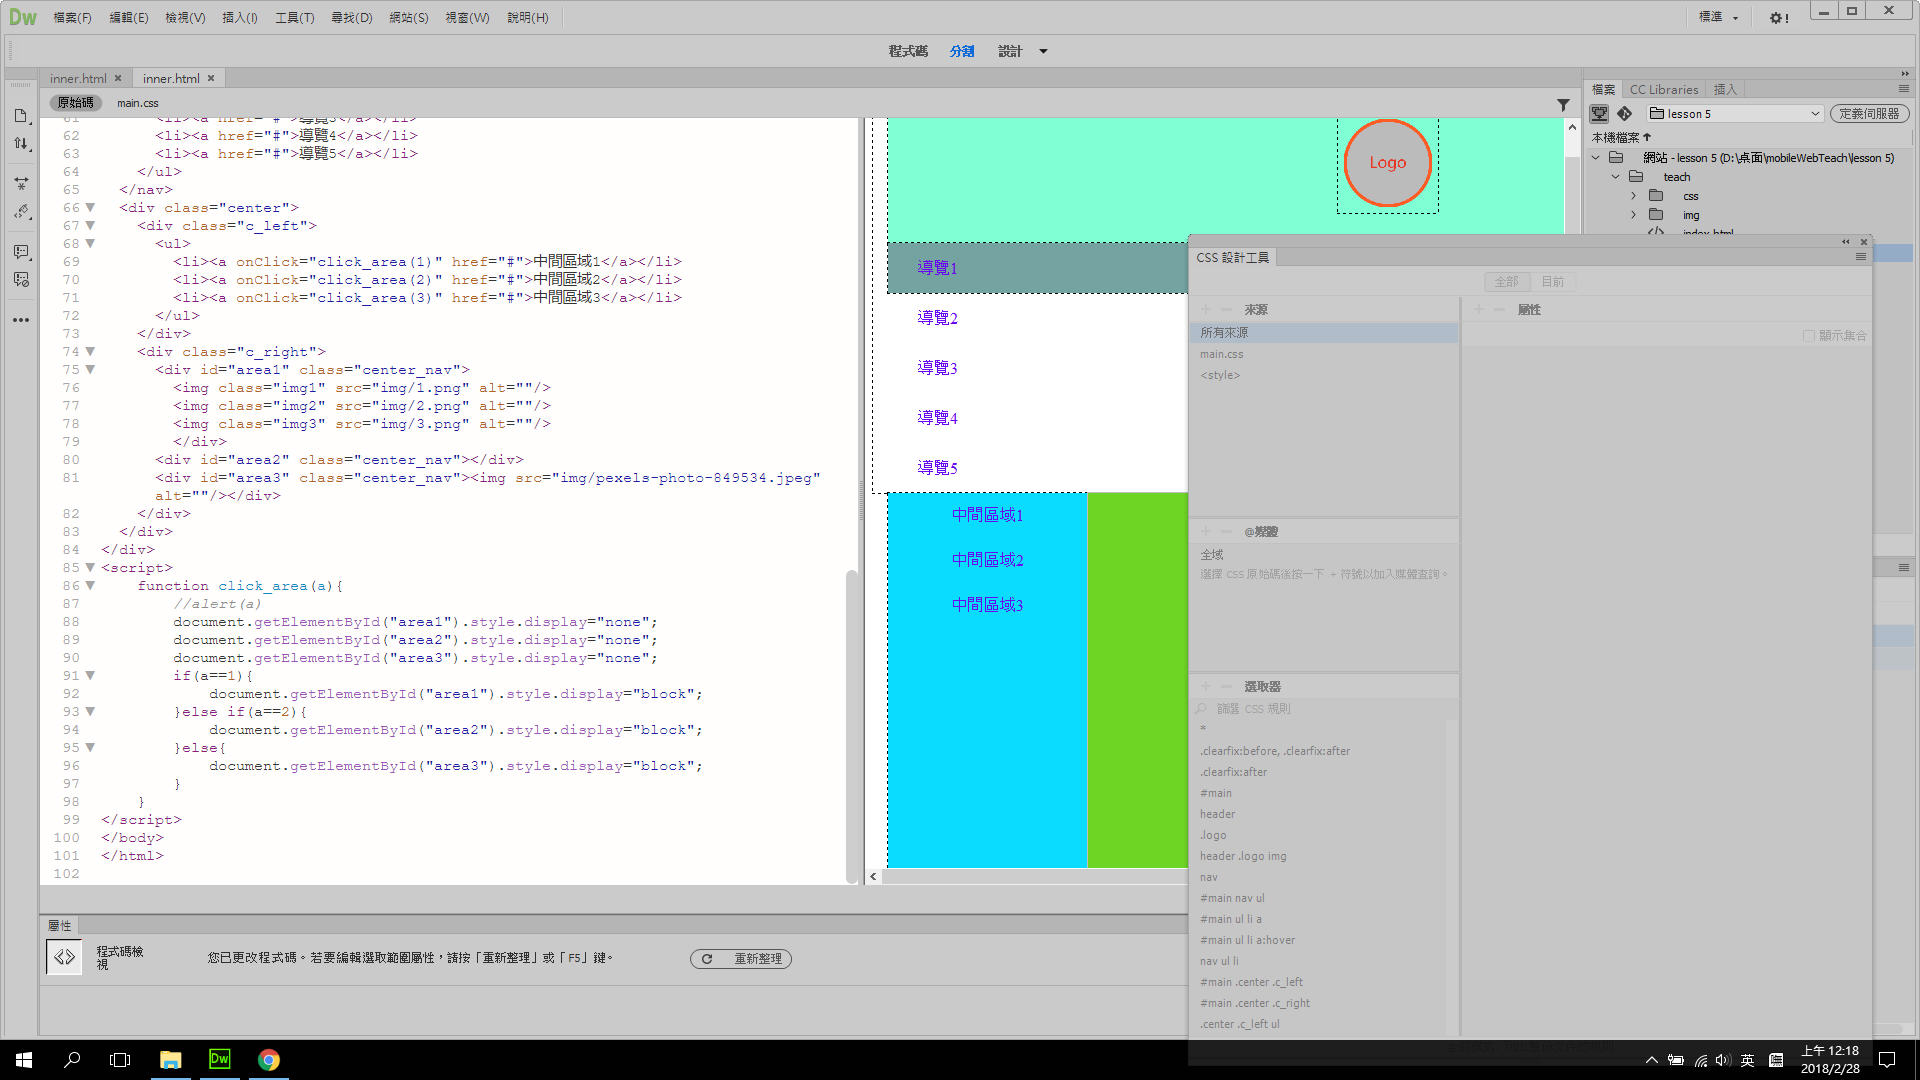 Dw 檔案(F) 編輯(E) 檢視(V) 插入(I) 工具(T) 尋找(D) 網站(S) 視窗(W) 說明(H) 標準
程式碼 分割 設計
inner.html × inner.html ×
原始碼 main.css
61 <li><a href="#">導覽3</a></li>
62 <li><a href="#">導覽4</a></li>
63 <li><a href="#">導覽5</a></li>
64 </ul>
65 </nav>
66 <div class="center">
67 <div class="c_left">
68 <ul>
69 <li><a onClick="click_area(1)" href="#">中間區域1</a></li>
70 <li><a onClick="click_area(2)" href="#">中間區域2</a></li>
71 <li><a onClick="click_area(3)" href="#">中間區域3</a></li>
72 </ul>
73 </div>
74 <div class="c_right">
75 <div id="area1" class="center_nav">
76 <img class="img1" src="img/1.png" alt=""/>
77 <img class="img2" src="img/2.png" alt=""/>
78 <img class="img3" src="img/3.png" alt=""/>
79 </div>
80 <div id="area2" class="center_nav"></div>
81 <div id="area3" class="center_nav"><img src="img/pexels-photo-849534.jpeg"
alt=""/></div>
82 </div>
83 </div>
84 </div>
85 <script>
86 function click_area(a){
87 //alert(a)
88 document.getElementById("area1").style.display="none";
89 document.getElementById("area2").style.display="none";
90 document.getElementById("area3").style.display="none";
91 if(a==1){
92 document.getElementById("area1").style.display="block";
93 }else if(a==2){
94 document.getElementById("area2").style.display="block";
95 }else{
96 document.getElementById("area3").style.display="block";
97 }
98 }
99 </script>
100 </body>
101 </html>
102
Logo
導覽1
導覽2
導覽3
導覽4
導覽5
中間區域1
中間區域2
中間區域3
檔案 CC Libraries 插入
lesson 5 定義伺服器
本機檔案
網站 - lesson 5 (D:\桌面\mobileWebTeach\lesson 5)
teach
css
img
index.html
CSS 設計工具
全部 目前
來源
所有來源
main.css
<style>
@媒體
全域
選擇 CSS 原始碼後按一下 + 符號以加入媒體查詢。
選取器
篩選 CSS 規則
*
.clearfix:before, .clearfix:after
.clearfix:after
#main
header
.logo
header .logo img
nav
#main nav ul
#main ul li a
#main ul li a:hover
nav ul li
#main .center .c_left
#main .center .c_right
.center .c_left ul
屬性
顯示集合
屬性
程式碼檢
視
您已更改程式碼。若要編輯選取範圍屬性，請按「重新整理」或「F5」鍵。
重新整理
Dw
英
上午 12:18
2018/2/28